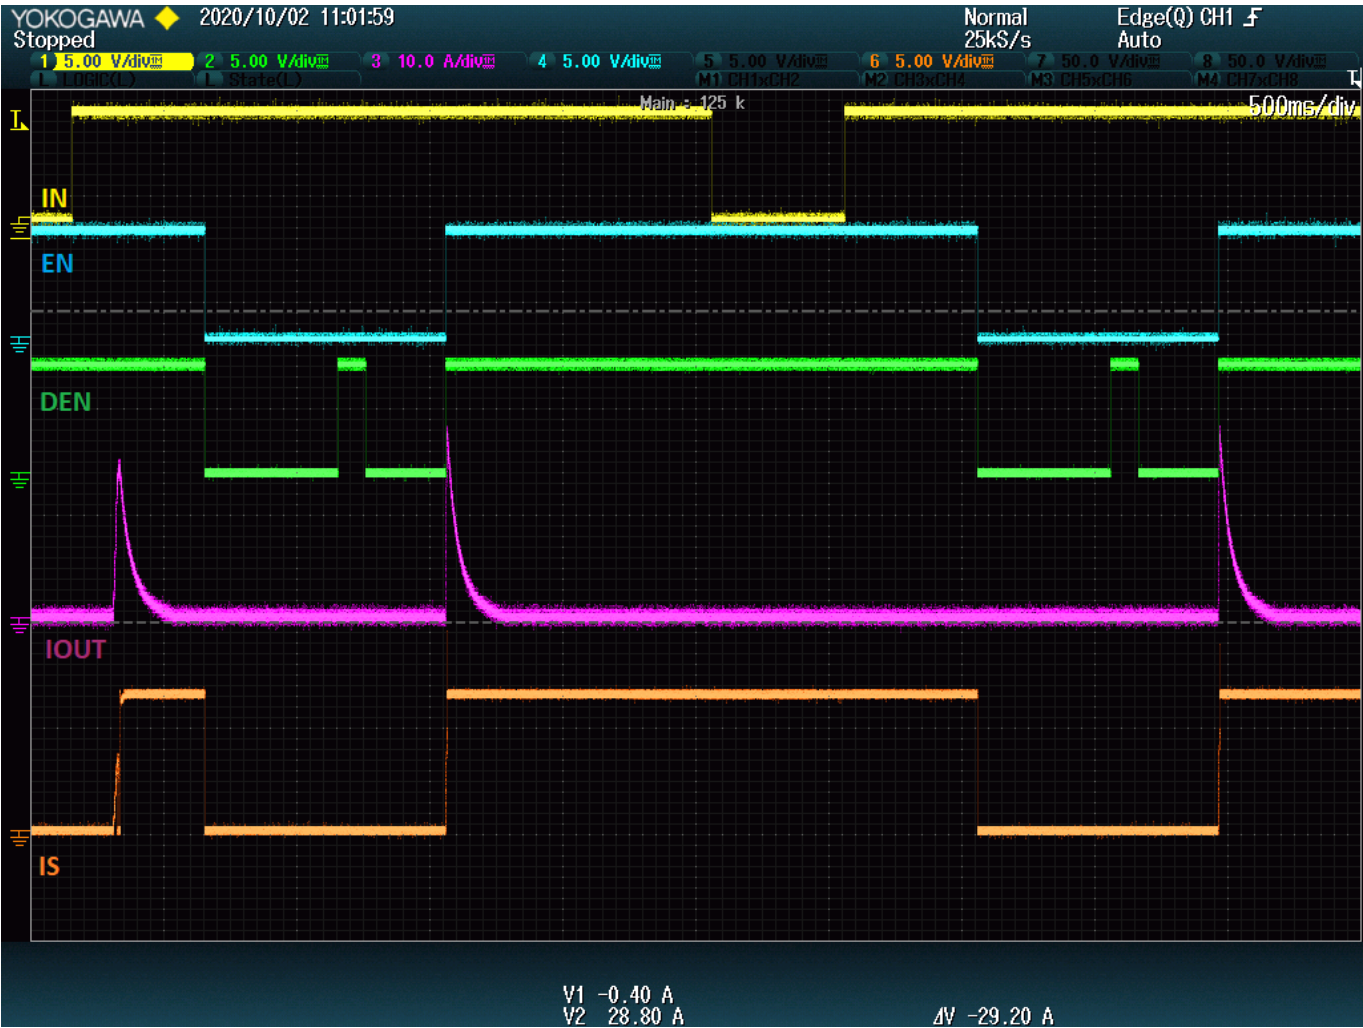 YOKOGAWA 2020/10/02 11:01:59 Normal Edge(Q) CH1
Stopped 25kS/s Auto
1 5.00 V/div 2 5.00 V/div 3 10.0 A/div 4 5.00 V/div 5 5.00 V/div 6 5.00 V/div 7 50.0 V/div 8 50.0 V/div
L LOGIC(L) L State(L) M1 CH1xCH2 M2 CH3xCH4 M3 CH5xCH6 M4 CH7xCH8
Main : 125 k 500ms/div
IN
EN
DEN
IOUT
IS
V1 -0.40 A
V2 28.80 A ΔV -29.20 A